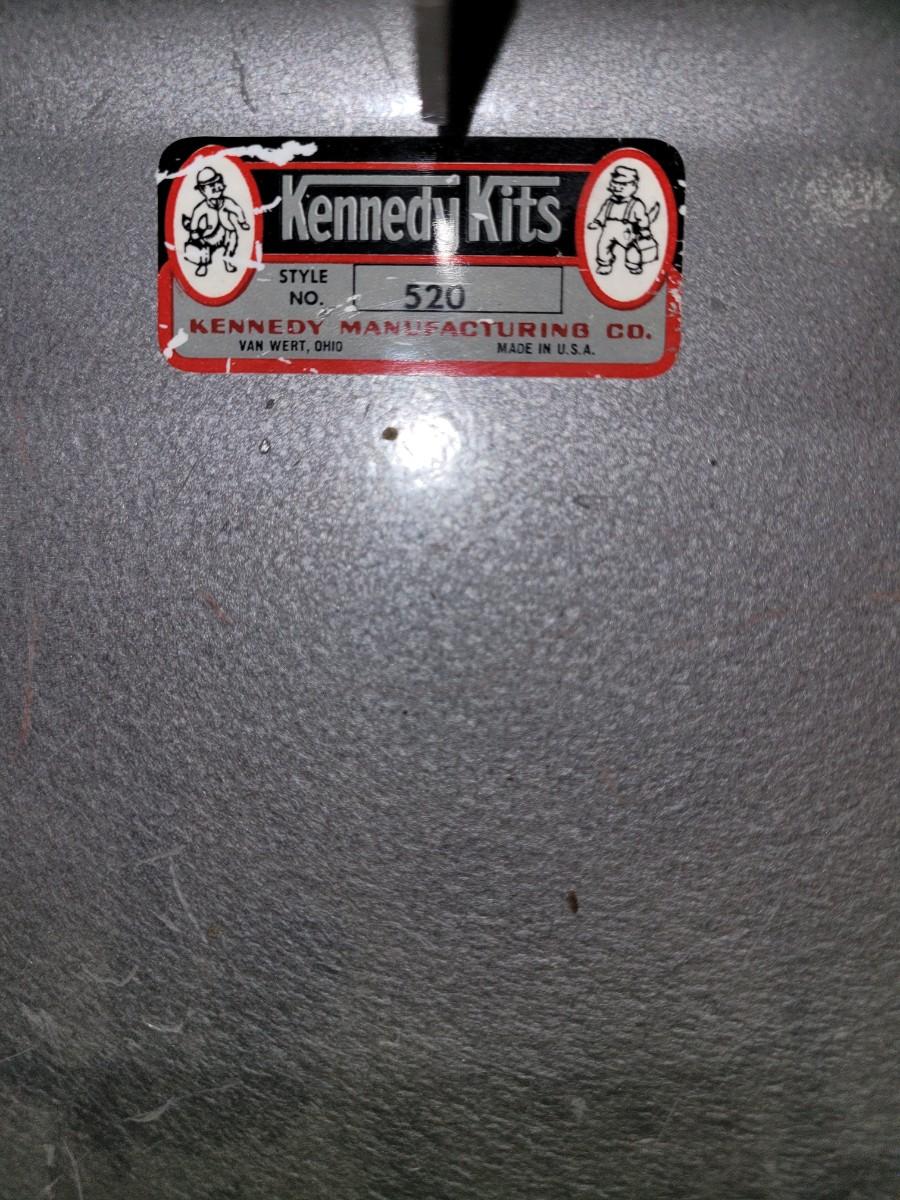 Kennedy Kits
STYLE
NO. 520
KENNEDY MANUFACTURING CO.
VAN WERT, OHIO MADE IN U.S.A.